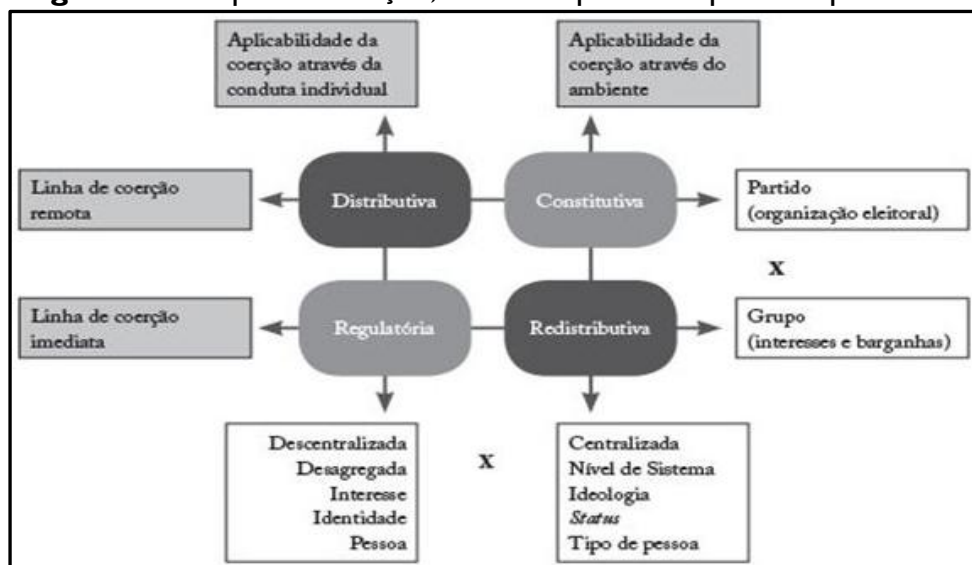 Aplicabilidade da
coerção através da
conduta individual
Aplicabilidade da
coerção através do
ambiente
Linha de coerção
remota
Distributiva
Constitutiva
Partido
(organização eleitoral)
x
Linha de coerção
imediata
Regulatória
Redistributiva
Grupo
(interesses e barganhas)
Descentralizada
Desagregada
Interesse
Identidade
Pessoa
x
Centralizada
Nível de Sistema
Ideologia
Status
Tipo de pessoa